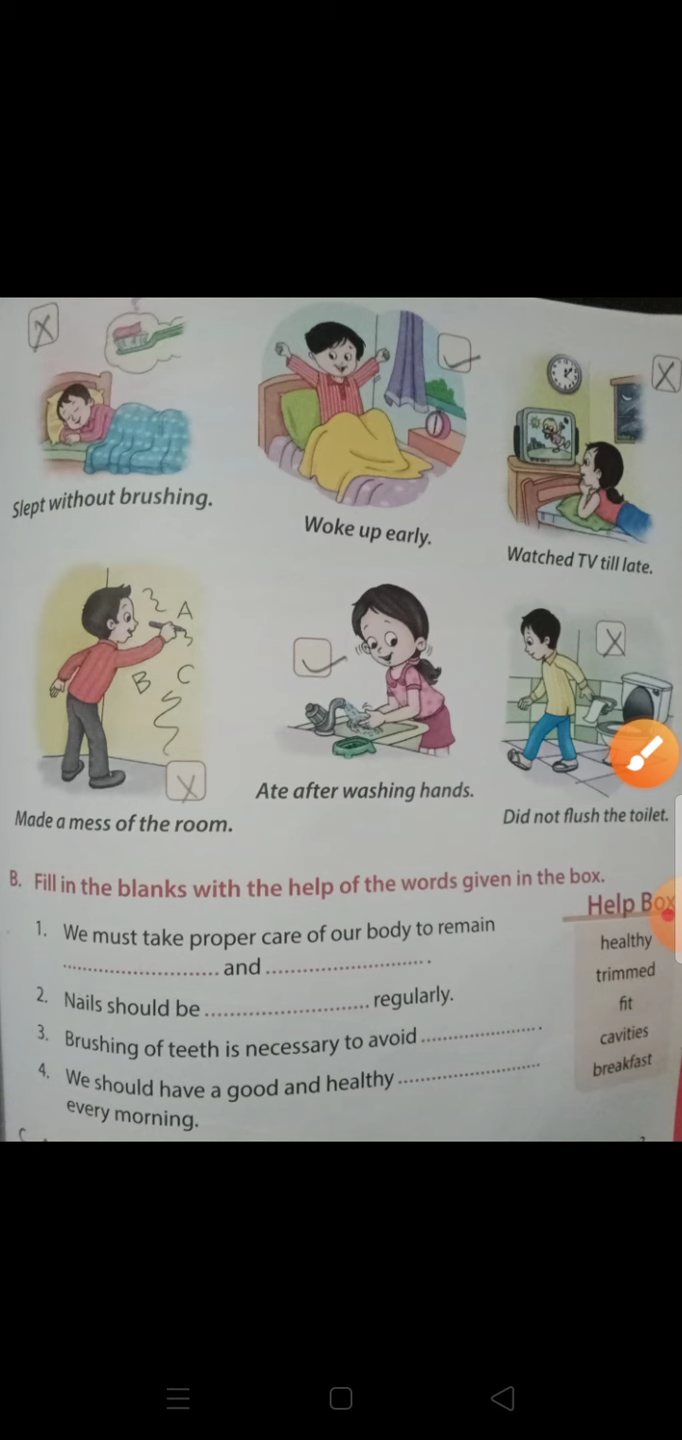 Slept without brushing.
Woke up early.
Watched TV till late.
A
B
C
Made a mess of the room.
Ate after washing hands.
Did not flush the toilet.
B. Fill in the blanks with the help of the words given in the box.
1. We must take proper care of our body to remain
........................... and ........................... .
2. Nails should be ........................... regularly.
3. Brushing of teeth is necessary to avoid ........................... .
4. We should have a good and healthy ...........................
every morning.
Help Box
healthy
trimmed
fit
cavities
breakfast